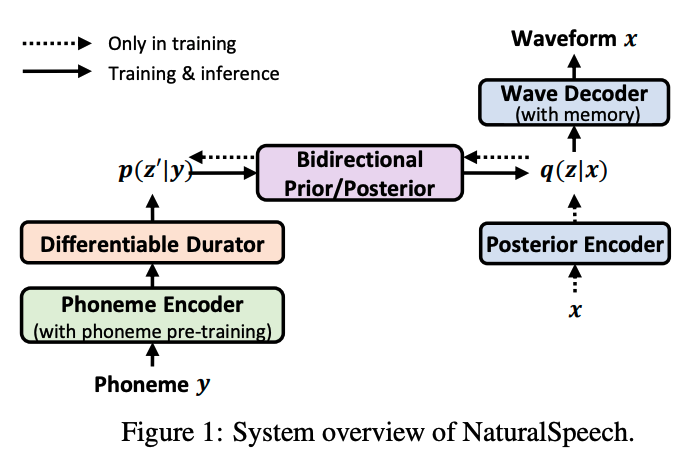 Only in training
Training & inference
Waveform x
Wave Decoder
(with memory)
p(z′|y)
Bidirectional
Prior/Posterior
q(z|x)
Differentiable Durator
Posterior Encoder
Phoneme Encoder
(with phoneme pre-training)
x
Phoneme y
Figure 1: System overview of NaturalSpeech.